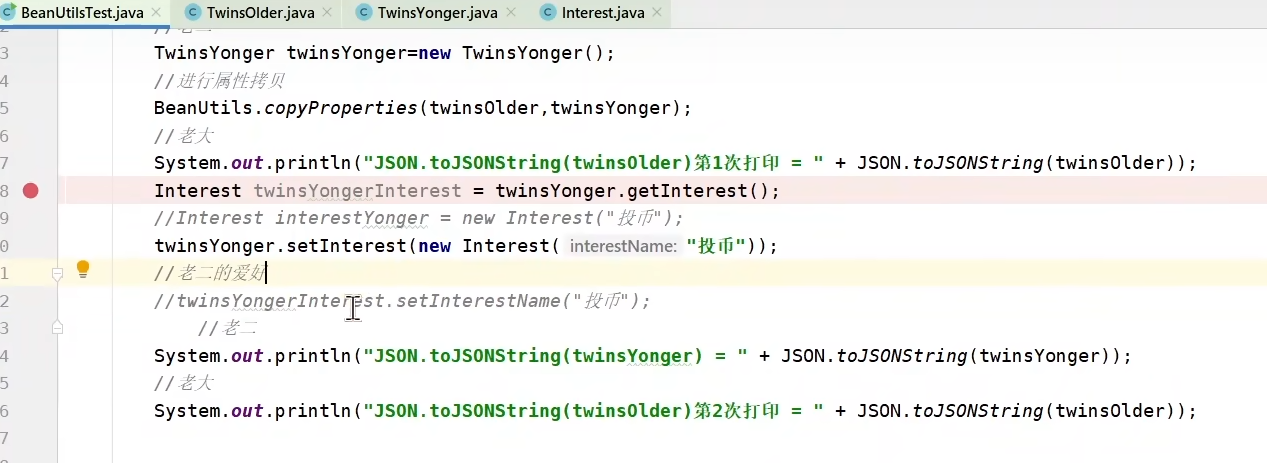 BeanUtilsTest.java TwinsOlder.java TwinsYonger.java Interest.java
3 TwinsYonger twinsYonger=new TwinsYonger();
4 //进行属性拷贝
5 BeanUtils.copyProperties(twinsOlder,twinsYonger);
6 //老大
7 System.out.println("JSON.toJSONString(twinsOlder)第1次打印 = " + JSON.toJSONString(twinsOlder));
8 Interest twinsYongerInterest = twinsYonger.getInterest();
9 //Interest interestYonger = new Interest("投币");
0 twinsYonger.setInterest(new Interest( interestName: "投币"));
1 //老二的爱好
2 //twinsYongerInterest.setInterestName("投币");
3 //老二
4 System.out.println("JSON.toJSONString(twinsYonger) = " + JSON.toJSONString(twinsYonger));
5 //老大
6 System.out.println("JSON.toJSONString(twinsOlder)第2次打印 = " + JSON.toJSONString(twinsOlder));
7